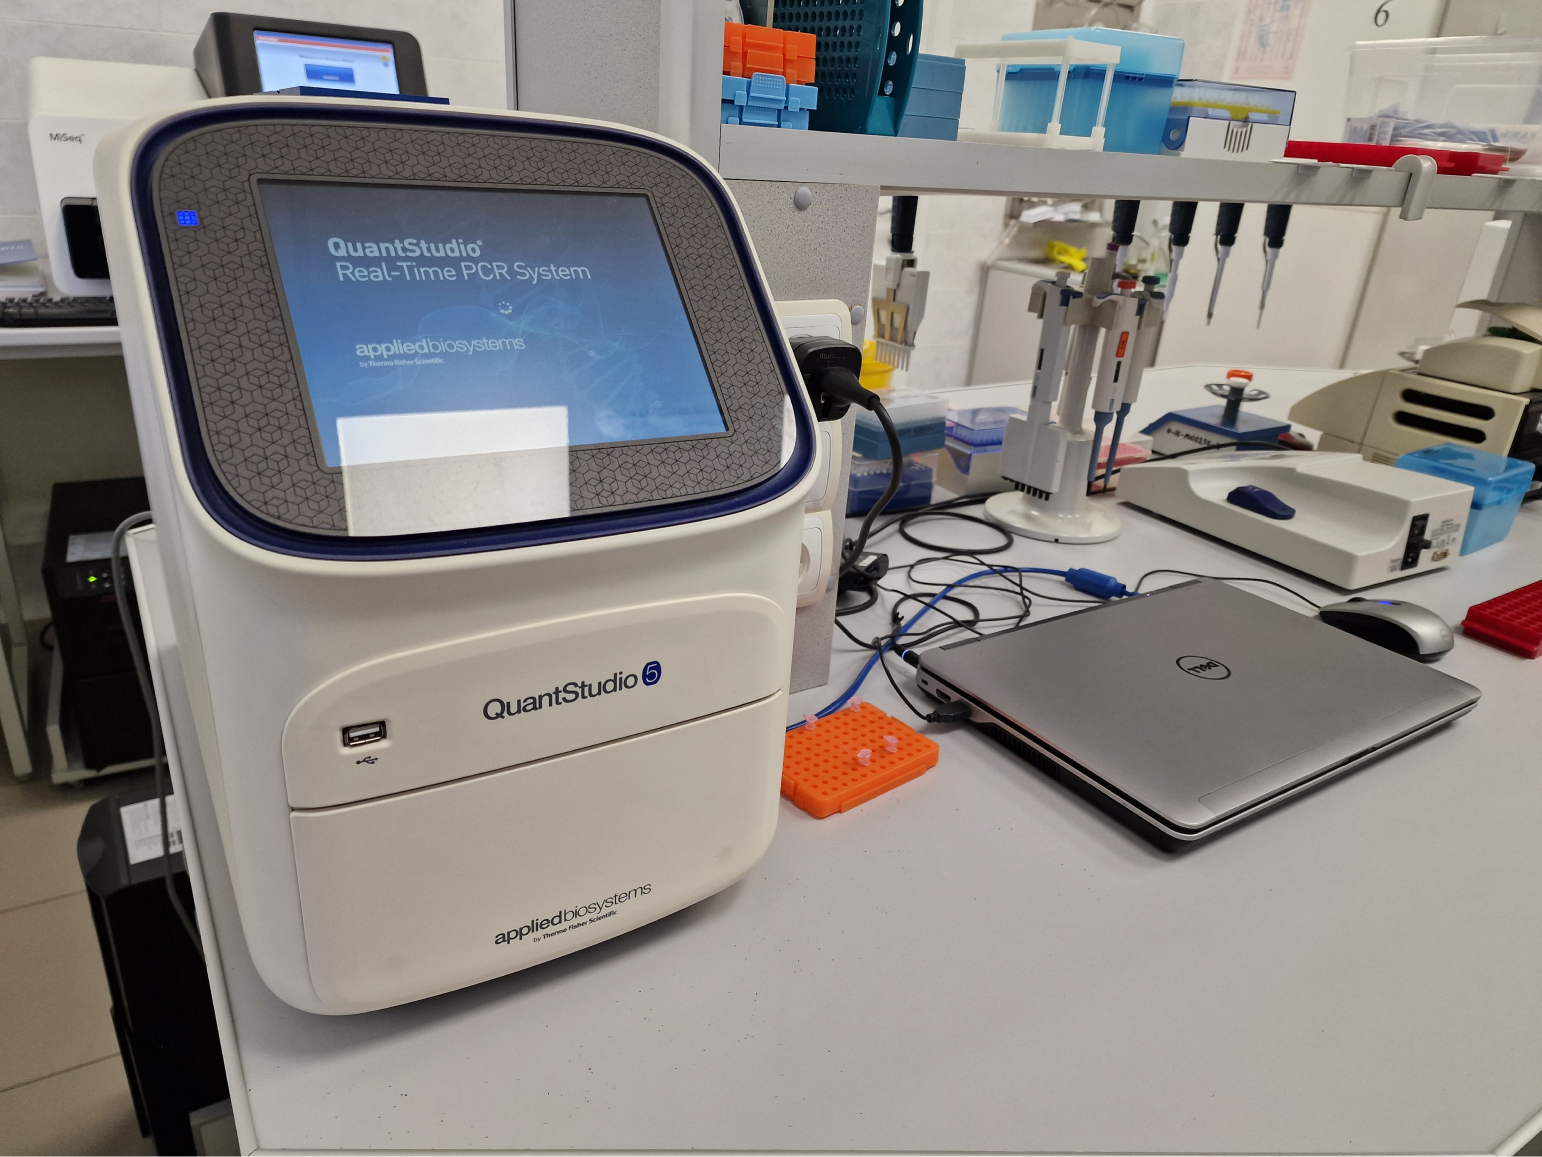 6
MiSeq
QuantStudio®
Real-Time PCR System
appliedbiosystems
by Thermo Fisher Scientific
QuantStudio 5
DELL
appliedbiosystems
by Thermo Fisher Scientific